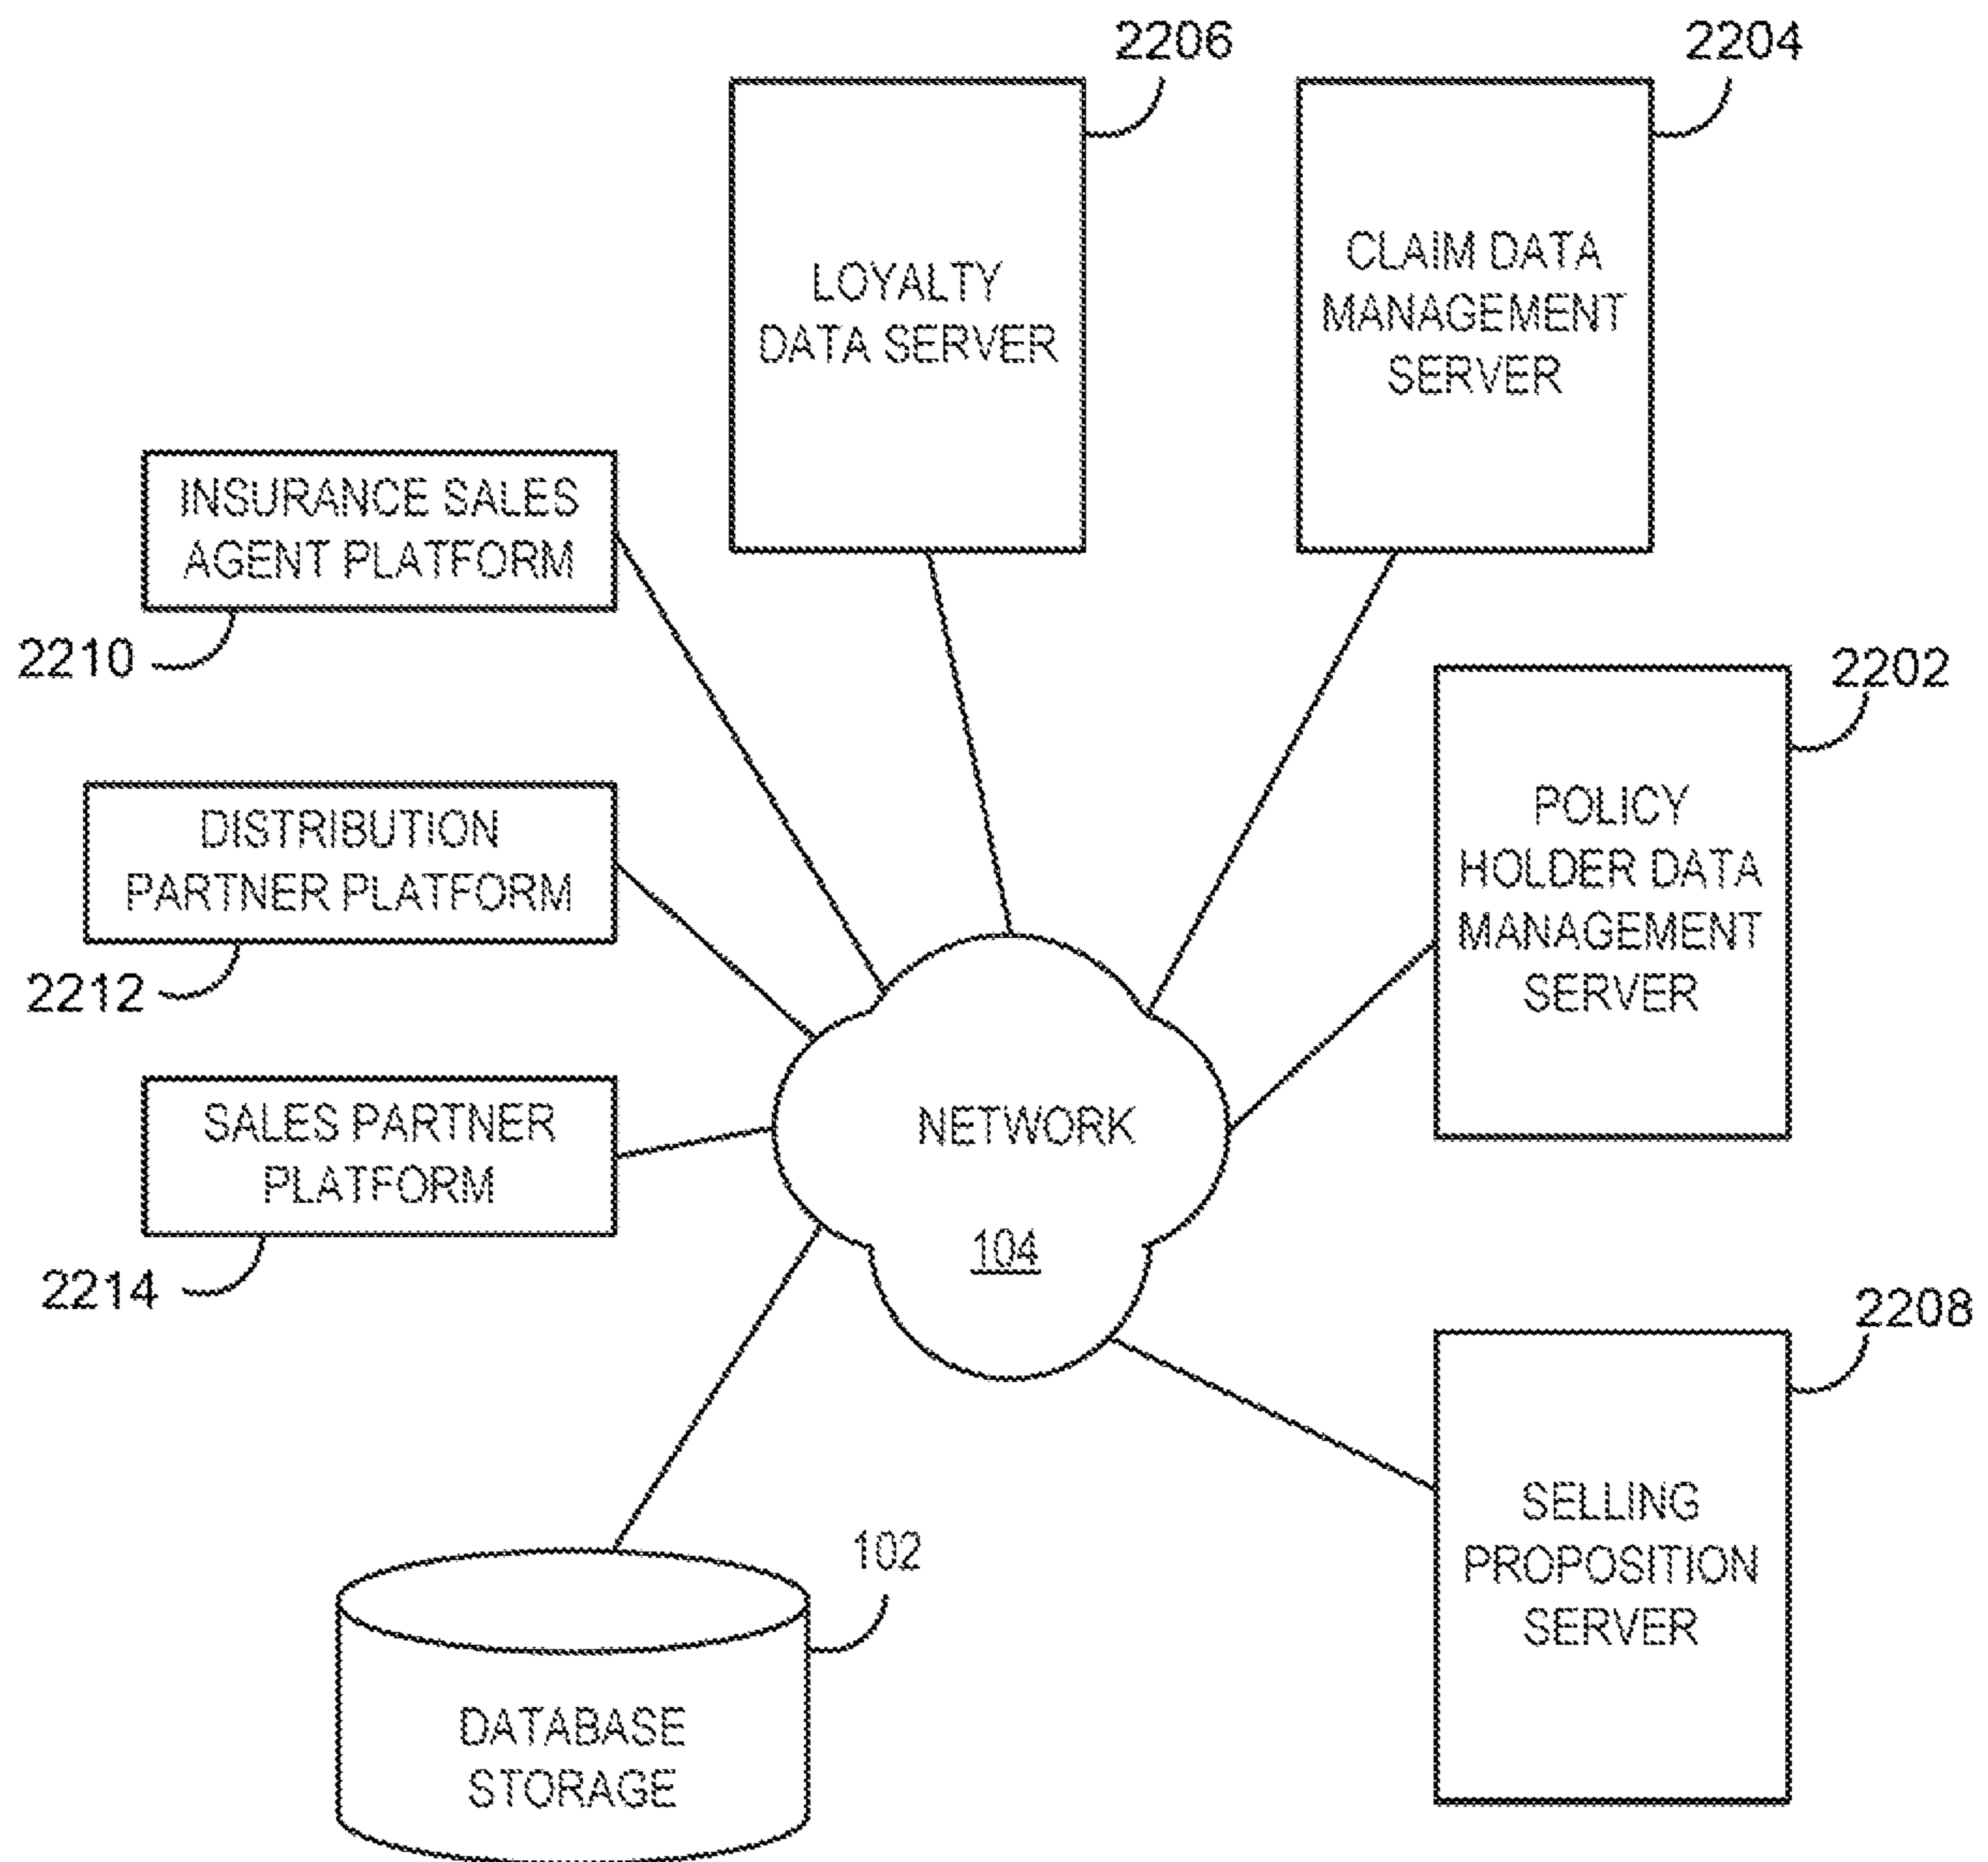 2206
2204
LOYALTY
DATA SERVER
CLAIM DATA
MANAGEMENT
SERVER
INSURANCE SALES
AGENT PLATFORM
2210
2202
DISTRIBUTION
PARTNER PLATFORM
2212
POLICY
HOLDER DATA
MANAGEMENT
SERVER
SALES PARTNER
PLATFORM
2214
NETWORK
104
2208
SELLING
PROPOSITION
SERVER
102
DATABASE
STORAGE